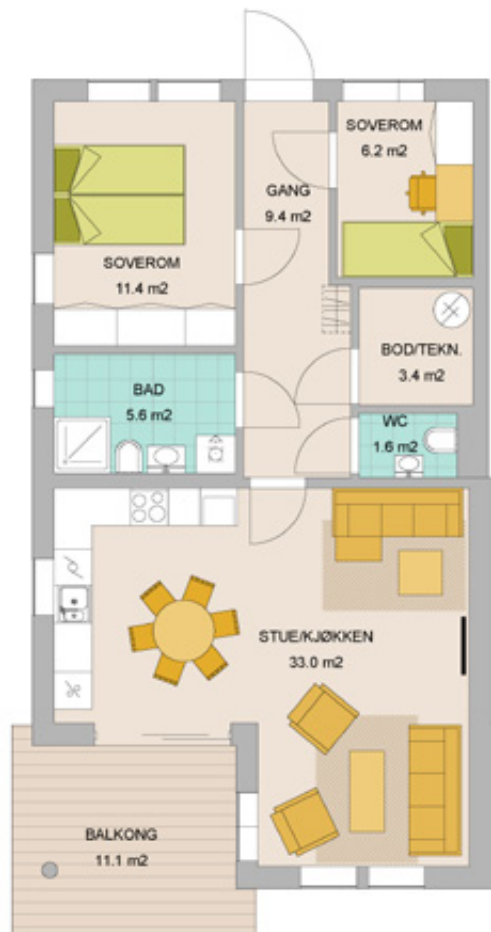 SOVEROM
6.2 m2
GANG
9.4 m2
SOVEROM
11.4 m2
BOD/TEKN.
3.4 m2
BAD
5.6 m2
WC
1.6 m2
STUE/KJØKKEN
33.0 m2
BALKONG
11.1 m2